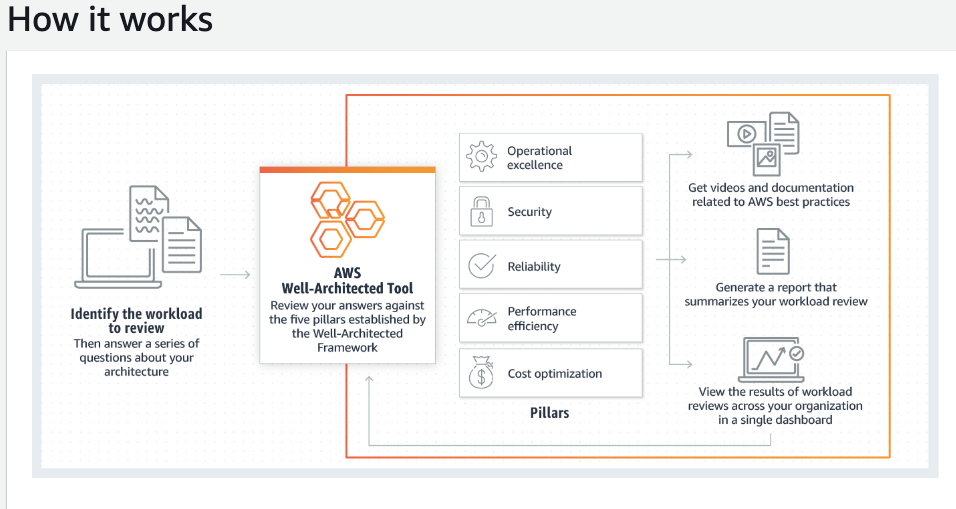 How it works
Identify the workload
to review
Then answer a series of
questions about your
architecture
AWS
Well-Architected Tool
Review your answers against
the five pillars established by
the Well-Architected
Framework
Operational
excellence
Security
Reliability
Performance
efficiency
Cost optimization
Pillars
Get videos and documentation
related to AWS best practices
Generate a report that
summarizes your workload review
View the results of workload
reviews across your organization
in a single dashboard